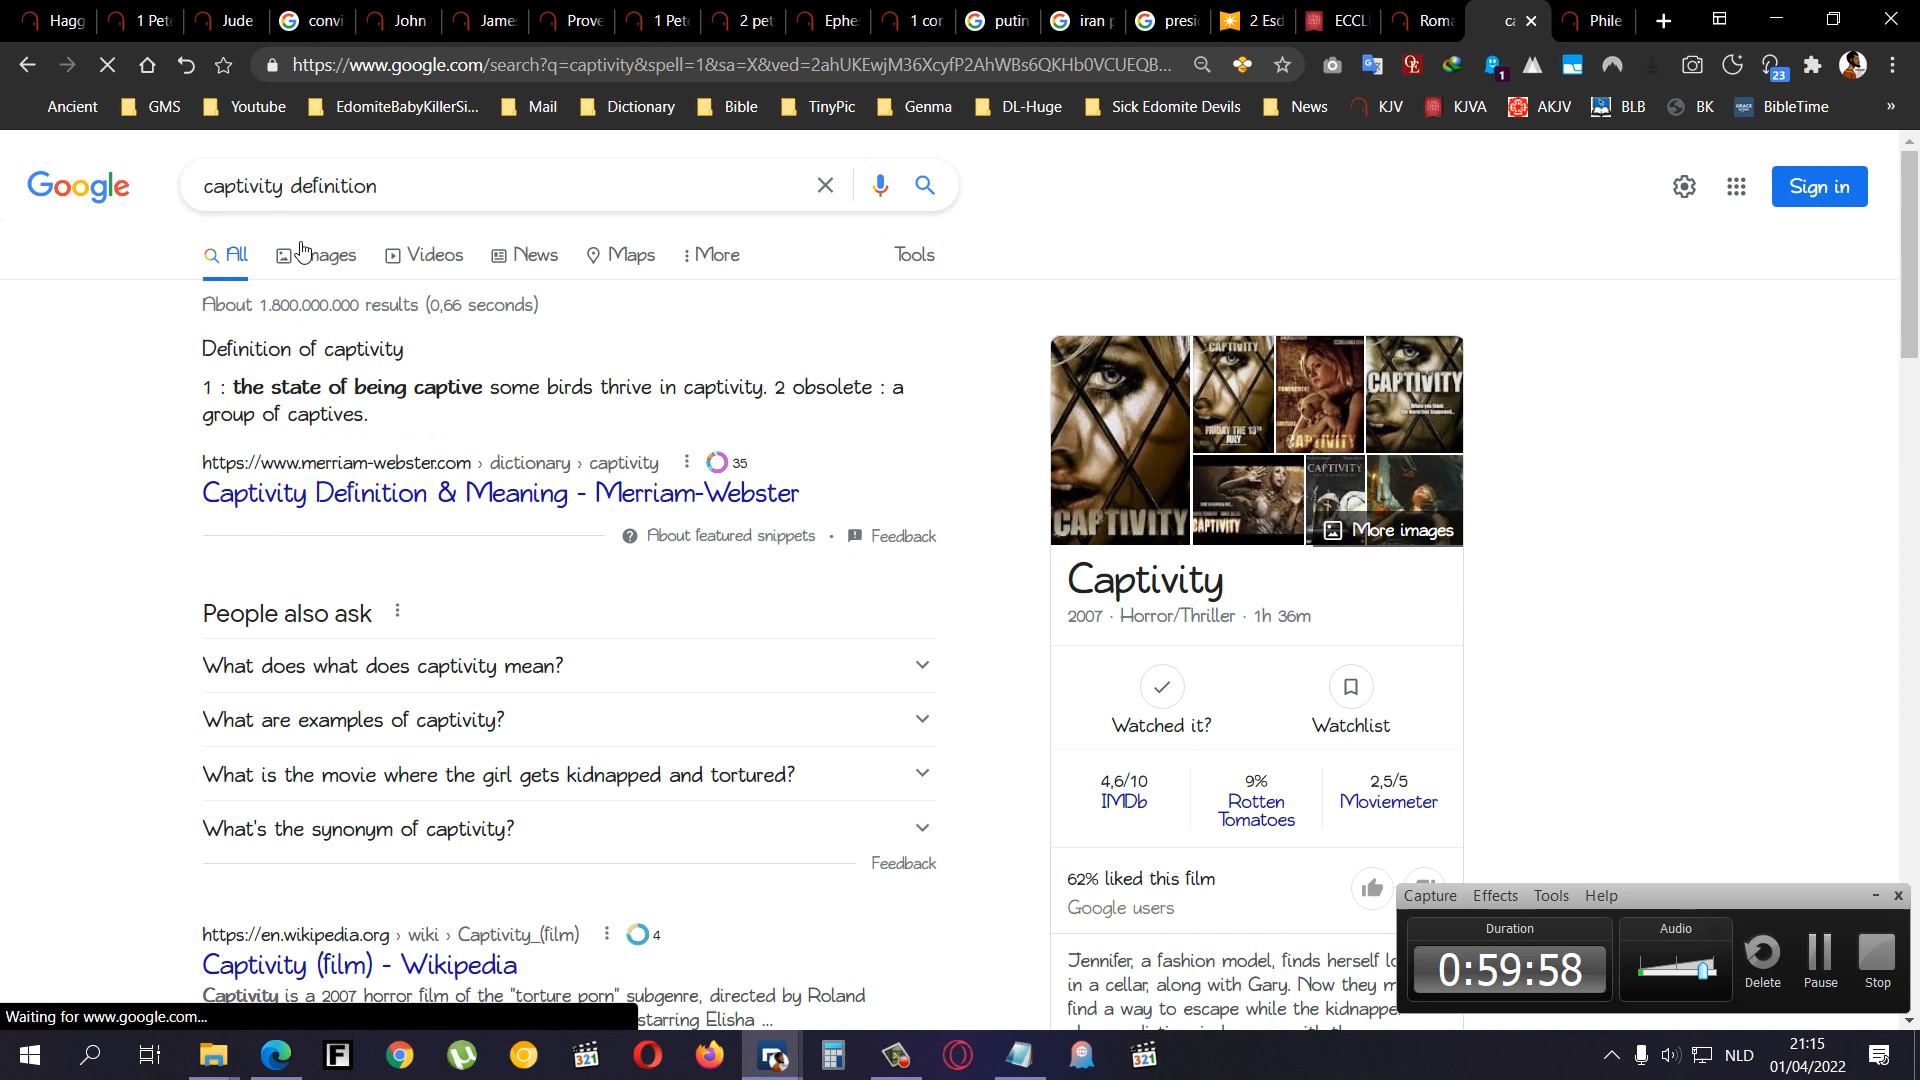 Hagg
1 Pet
Jude
convi
John
James
Prove
1 Pet
2 pet
Ephe
1 cor
putin
iran p
presi
2 Esd
ECCL
Roma
ca
Phile
https://www.google.com/search?q=captivity&spell=1&sa=X&ved=2ahUKEwjM36XcyfP2AhWBs6QKHb0VCUEQB...
1
23
Ancient
GMS
Youtube
EdomiteBabyKillerSi...
Mail
Dictionary
Bible
TinyPic
Genma
DL-Huge
Sick Edomite Devils
News
KJV
KJVA
AKJV
BLB
BK
BibleTime
»
Google
captivity definition
Sign in
All
Images
Videos
News
Maps
More
Tools
About 1.800.000.000 results (0,66 seconds)
Definition of captivity
1 : the state of being captive some birds thrive in captivity. 2 obsolete : a
group of captives.
https://www.merriam-webster.com › dictionary › captivity
35
Captivity Definition & Meaning - Merriam-Webster
About featured snippets • Feedback
People also ask
What does what does captivity mean?
What are examples of captivity?
What is the movie where the girl gets kidnapped and tortured?
What's the synonym of captivity?
Feedback
https://en.wikipedia.org › wiki › Captivity_(film)
4
Captivity (film) - Wikipedia
Captivity is a 2007 horror film of the "torture porn" subgenre, directed by Roland
starring Elisha ...
Waiting for www.google.com...
CAPTIVITY
CAPTIVITY
FRIDAY THE 13TH
JULY
CAPTIVITY
CAPTIVITY
CAPTIVITY
CAPTIVITY
More images
Captivity
2007 · Horror/Thriller · 1h 36m
Watched it?
Watchlist
4,6/10
IMDb
9%
Rotten
Tomatoes
2,5/5
Moviemeter
62% liked this film
Google users
Jennifer, a fashion model, finds herself
in a cellar, along with Gary. Now they
find a way to escape while the
Capture
Effects
Tools
Help
Duration
0:59:58
Audio
Delete
Pause
Stop
NLD
21:15
01/04/2022